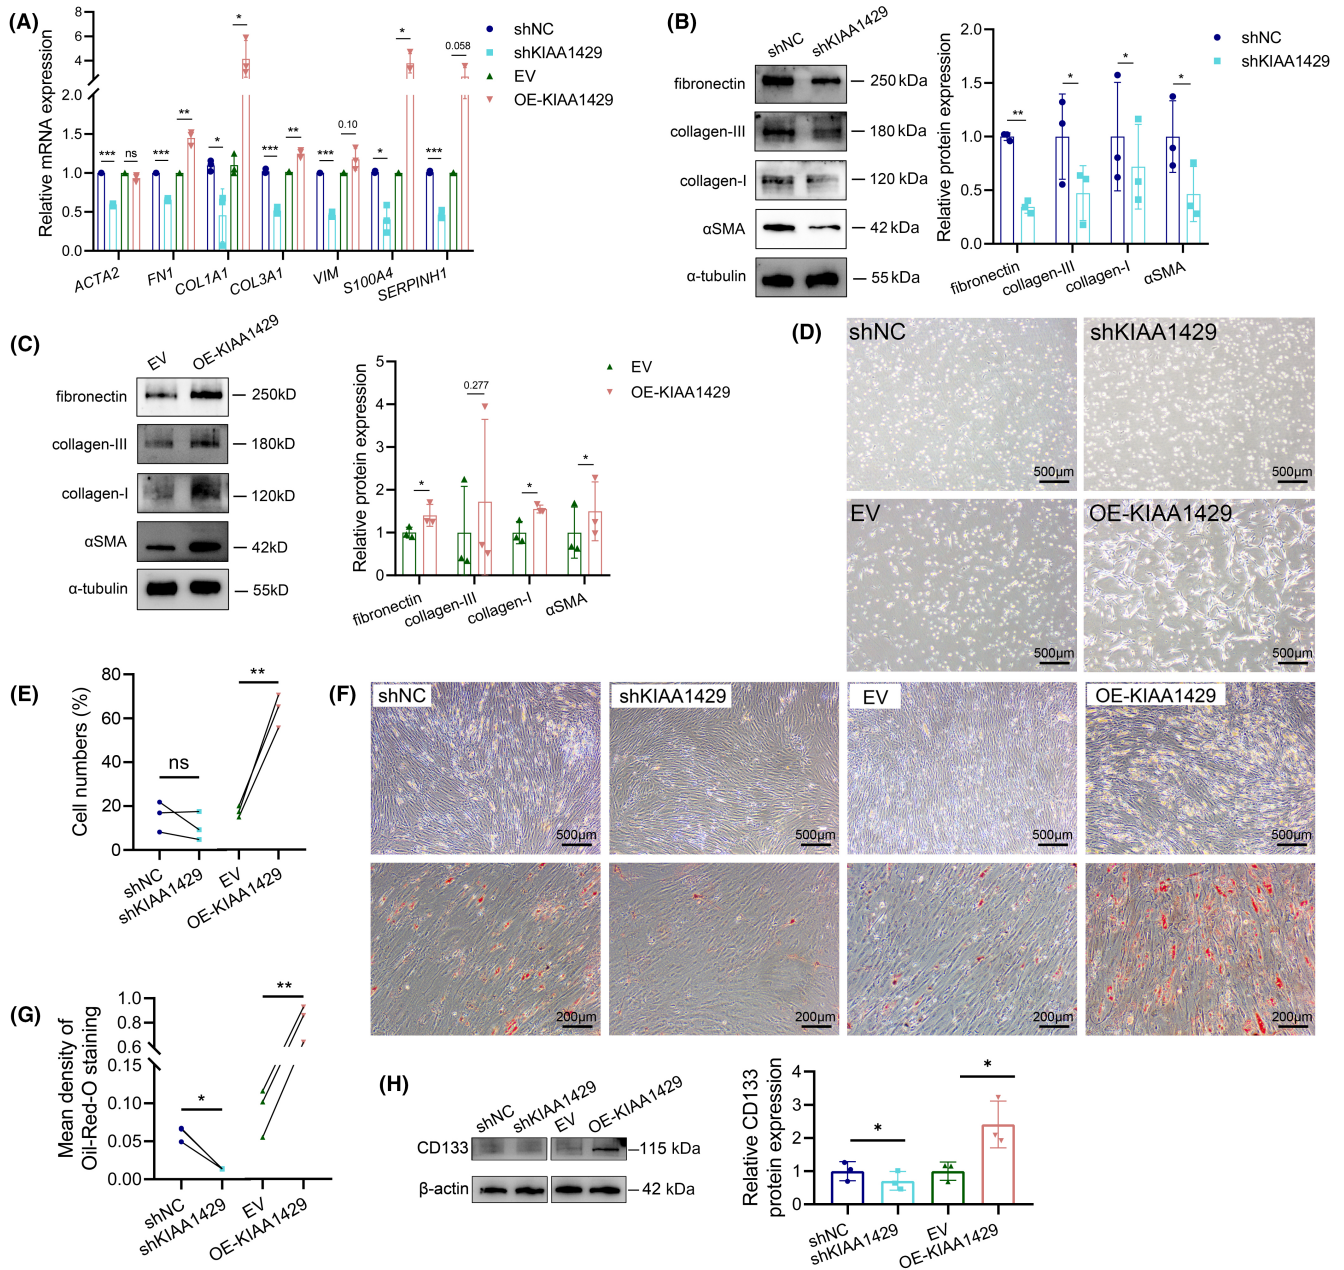 (A)
Relative mRNA expression
8
6
4
2.0
1.5
1.0
0.5
0.0
***
ns
***
**
*
*
***
**
***
0.10
*
*
***
0.058
ACTA2
FN1
COL1A1
COL3A1
VIM
S100A4
SERPINH1
shNC
shKIAA1429
EV
OE-KIAA1429
(B)
shNC
shKIAA1429
fibronectin
250 kDa
collagen-III
180 kDa
collagen-I
120 kDa
αSMA
42 kDa
α-tubulin
55 kDa
Relative protein expression
2.0
1.5
1.0
0.5
0.0
**
*
*
*
fibronectin
collagen-III
collagen-I
αSMA
shNC
shKIAA1429
(C)
EV
OE-KIAA1429
fibronectin
250kD
collagen-III
180kD
collagen-I
120kD
αSMA
42kD
α-tubulin
55kD
Relative protein expression
5
4
3
2
1
0
*
0.277
*
*
fibronectin
collagen-III
collagen-I
αSMA
EV
OE-KIAA1429
(D)
shNC
500μm
shKIAA1429
500μm
EV
500μm
OE-KIAA1429
500μm
(E)
Cell numbers (%)
80
60
40
20
0
ns
**
shNC
shKIAA1429
EV
OE-KIAA1429
(F)
shNC
500μm
shKIAA1429
500μm
EV
500μm
OE-KIAA1429
500μm
200μm
200μm
200μm
200μm
(G)
Mean density of
Oil-Red-O staining
1.0
0.8
0.6
0.15
0.10
0.05
0.00
*
**
shNC
shKIAA1429
EV
OE-KIAA1429
(H)
shNC
shKIAA1429
EV
OE-KIAA1429
CD133
115 kDa
β-actin
42 kDa
Relative CD133
protein expression
4
3
2
1
0
*
*
shNC
shKIAA1429
EV
OE-KIAA1429